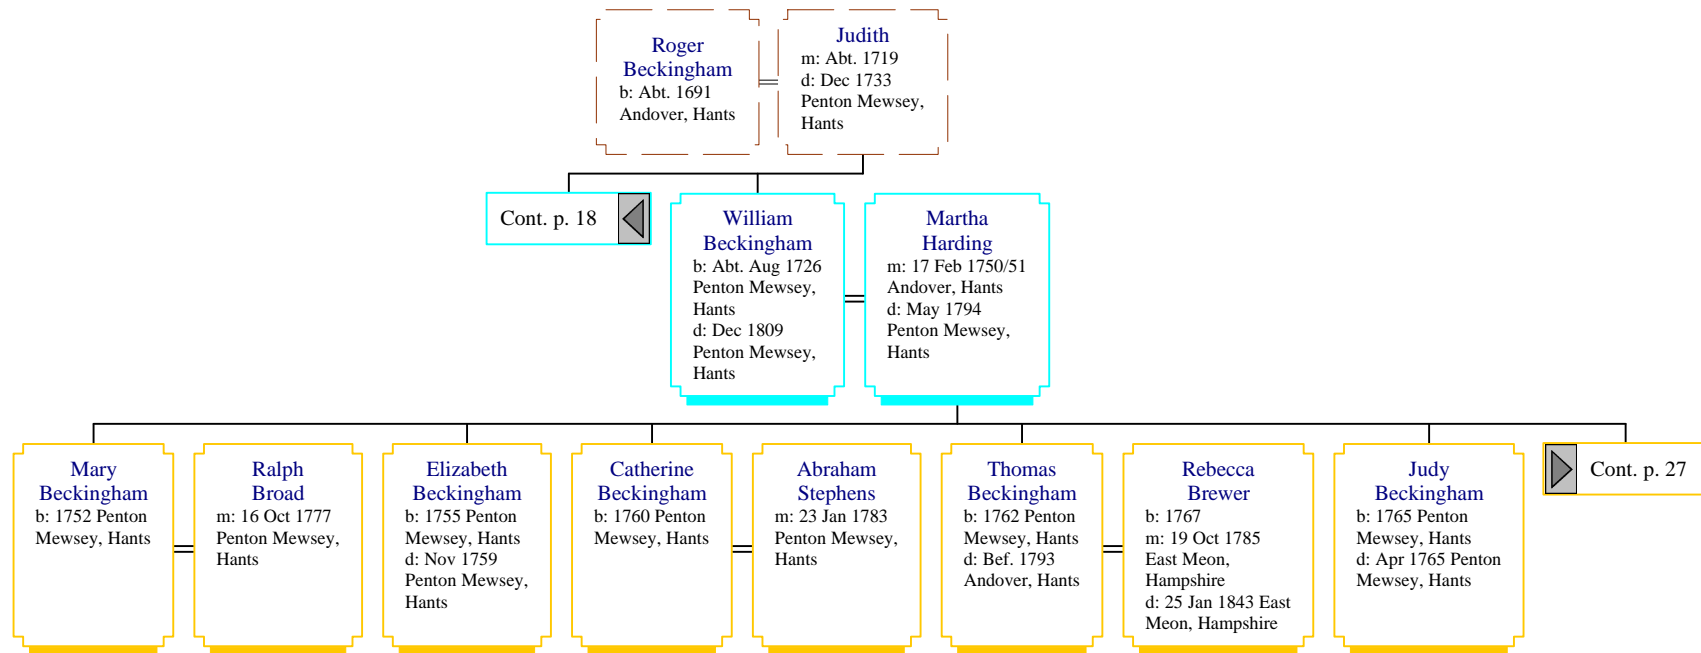 Roger
Beckingham
b: Abt. 1691
Andover, Hants
Judith
m: Abt. 1719
d: Dec 1733
Penton Mewsey,
Hants
Cont. p. 18
William
Beckingham
b: Abt. Aug 1726
Penton Mewsey,
Hants
d: Dec 1809
Penton Mewsey,
Hants
Martha
Harding
m: 17 Feb 1750/51
Andover, Hants
d: May 1794
Penton Mewsey,
Hants
Mary
Beckingham
b: 1752 Penton
Mewsey, Hants
Ralph
Broad
m: 16 Oct 1777
Penton Mewsey,
Hants
Elizabeth
Beckingham
b: 1755 Penton
Mewsey, Hants
d: Nov 1759
Penton Mewsey,
Hants
Catherine
Beckingham
b: 1760 Penton
Mewsey, Hants
Abraham
Stephens
m: 23 Jan 1783
Penton Mewsey,
Hants
Thomas
Beckingham
b: 1762 Penton
Mewsey, Hants
d: Bef. 1793
Andover, Hants
Rebecca
Brewer
b: 1767
m: 19 Oct 1785
East Meon,
Hampshire
d: 25 Jan 1843 East
Meon, Hampshire
Judy
Beckingham
b: 1765 Penton
Mewsey, Hants
d: Apr 1765 Penton
Mewsey, Hants
Cont. p. 27